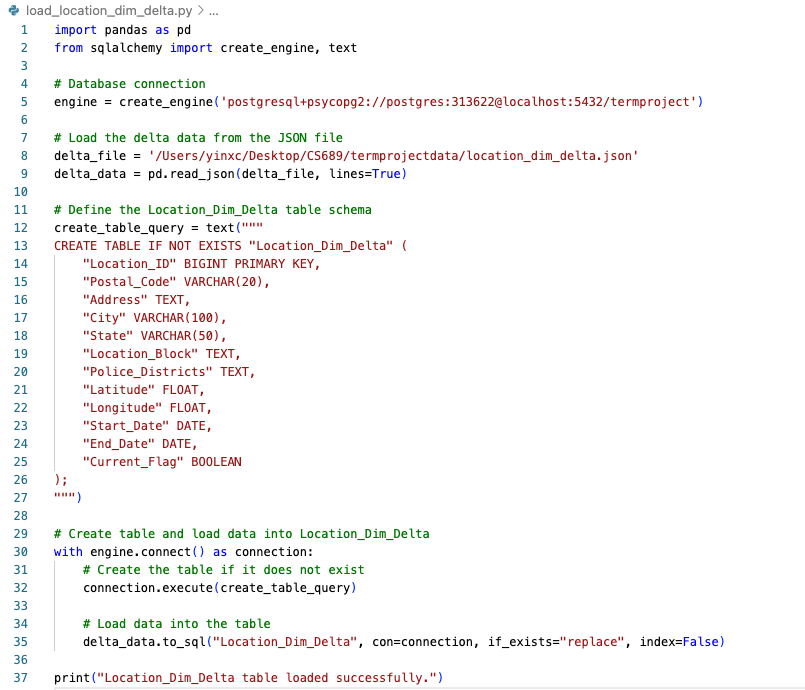 load_location_dim_delta.py > ...
1 import pandas as pd
2 from sqlalchemy import create_engine, text
3
4 # Database connection
5 engine = create_engine('postgresql+psycopg2://postgres:313622@localhost:5432/termproject')
6
7 # Load the delta data from the JSON file
8 delta_file = '/Users/yinxc/Desktop/CS689/termprojectdata/location_dim_delta.json'
9 delta_data = pd.read_json(delta_file, lines=True)
10
11 # Define the Location_Dim_Delta table schema
12 create_table_query = text("""
13 CREATE TABLE IF NOT EXISTS "Location_Dim_Delta" (
14     "Location_ID" BIGINT PRIMARY KEY,
15     "Postal_Code" VARCHAR(20),
16     "Address" TEXT,
17     "City" VARCHAR(100),
18     "State" VARCHAR(50),
19     "Location_Block" TEXT,
20     "Police_Districts" TEXT,
21     "Latitude" FLOAT,
22     "Longitude" FLOAT,
23     "Start_Date" DATE,
24     "End_Date" DATE,
25     "Current_Flag" BOOLEAN
26 );
27 """)
28
29 # Create table and load data into Location_Dim_Delta
30 with engine.connect() as connection:
31     # Create the table if it does not exist
32     connection.execute(create_table_query)
33
34     # Load data into the table
35     delta_data.to_sql("Location_Dim_Delta", con=connection, if_exists="replace", index=False)
36
37 print("Location_Dim_Delta table loaded successfully.")